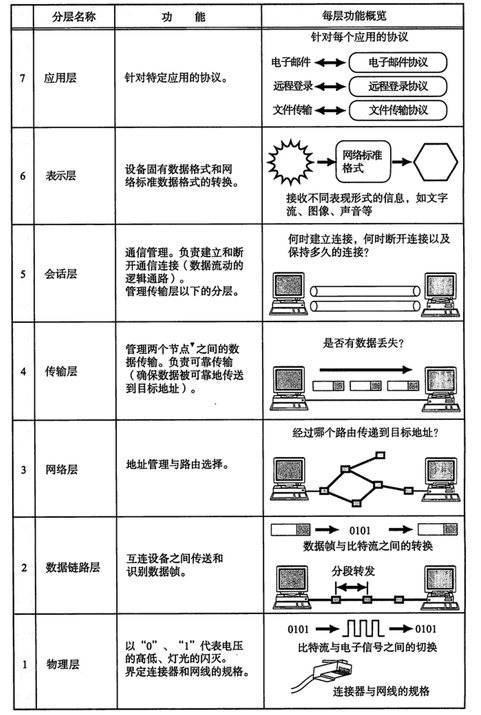 分层名称 功 能 每层功能概览
7 应用层 针对特定应用的协议。
针对每个应用的协议
电子邮件 电子邮件协议
远程登录 远程登录协议
文件传输 文件传输协议
6 表示层
设备固有数据格式和网
络标准数据格式的转换。
网络标准
格式
接收不同表现形式的信息，如文字
流、图像、声音等
5 会话层
通信管理。负责建立和断
开通信连接（数据流动的
逻辑通路）。
管理传输层以下的分层。
何时建立连接，何时断开连接以及
保持多久的连接？
4 传输层
管理两个节点▼之间的数
据传输。负责可靠传输
（确保数据被可靠地传送
到目标地址）。
是否有数据丢失？
3 网络层 地址管理与路由选择。
经过哪个路由传递到目标地址？
2 数据链路层
互连设备之间传送和
识别数据帧。
0101
数据帧与比特流之间的转换
分段转发
1 物理层
以“0”、“1”代表电压
的高低、灯光的闪灭。
界定连接器和网线的规格。
0101 0101
比特流与电子信号之间的切换
连接器与网线的规格